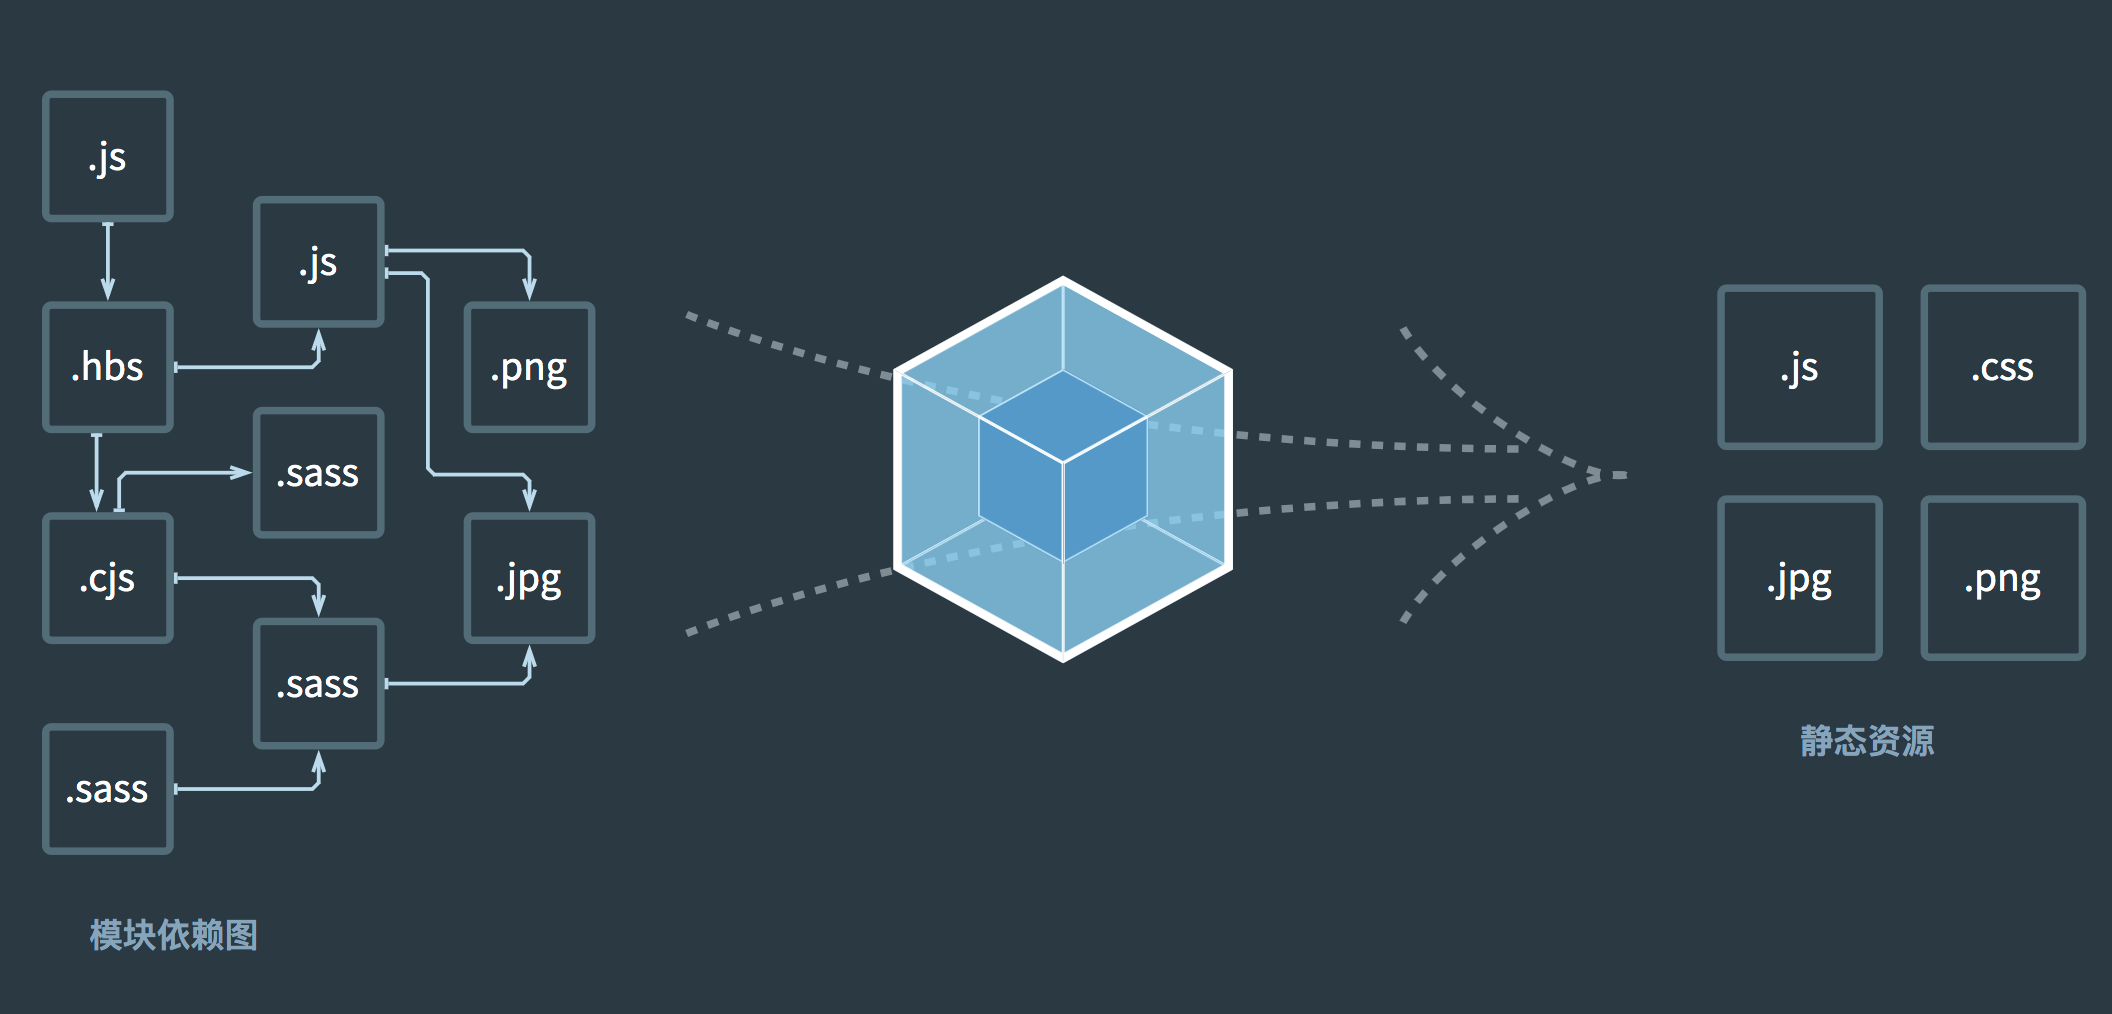 .js
.js
.hbs
.png
.sass
.cjs
.jpg
.sass
.sass
模块依赖图
.js
.css
.jpg
.png
静态资源